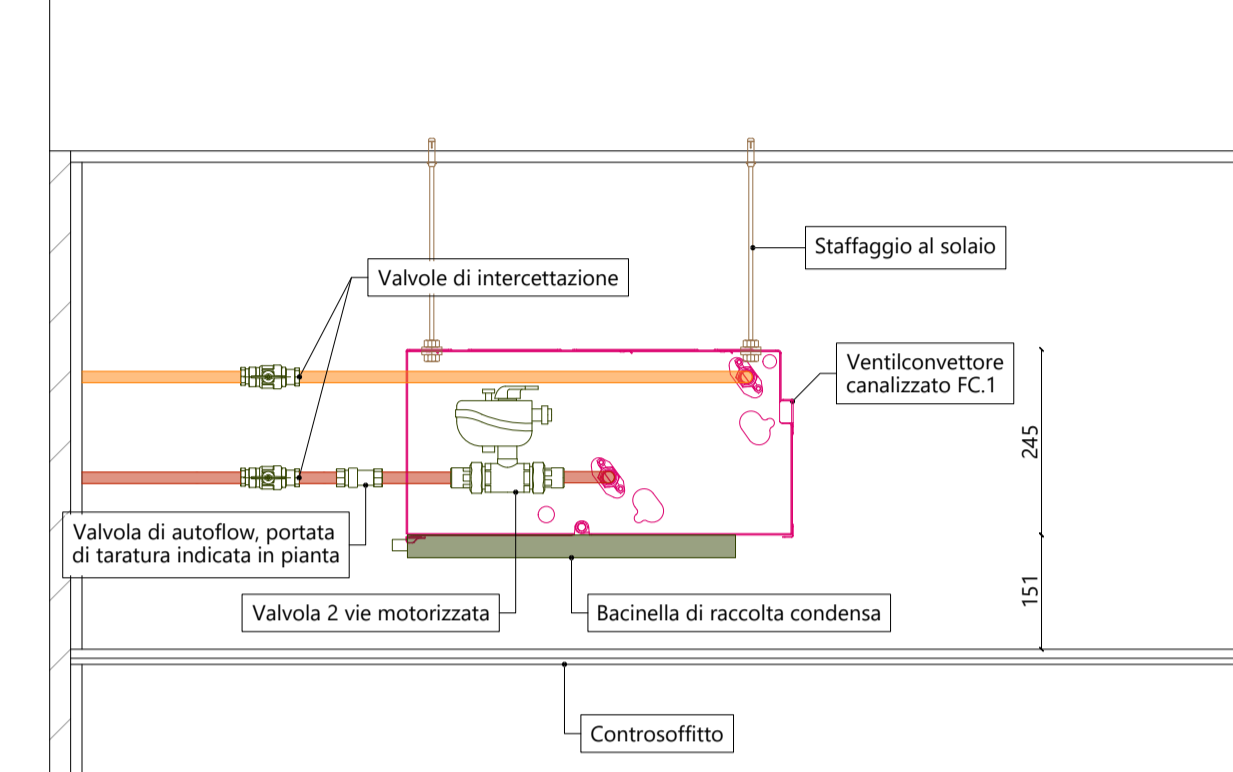 Staffaggio al solaio
Valvole di intercettazione
Ventilconvettore
canalizzato FC.1
245
Valvola di autoflow, portata
di taratura indicata in pianta
151
Valvola 2 vie motorizzata
Bacinella di raccolta condensa
Controsoffitto